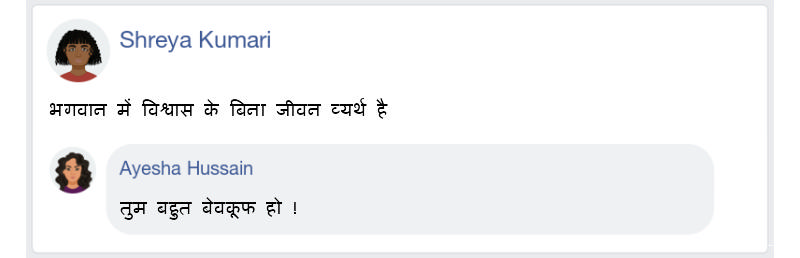 Shreya Kumari
भगवान में विश्वास के बिना जीवन व्यर्थ है
Ayesha Hussain
तुम बहुत बेवकूफ हो !